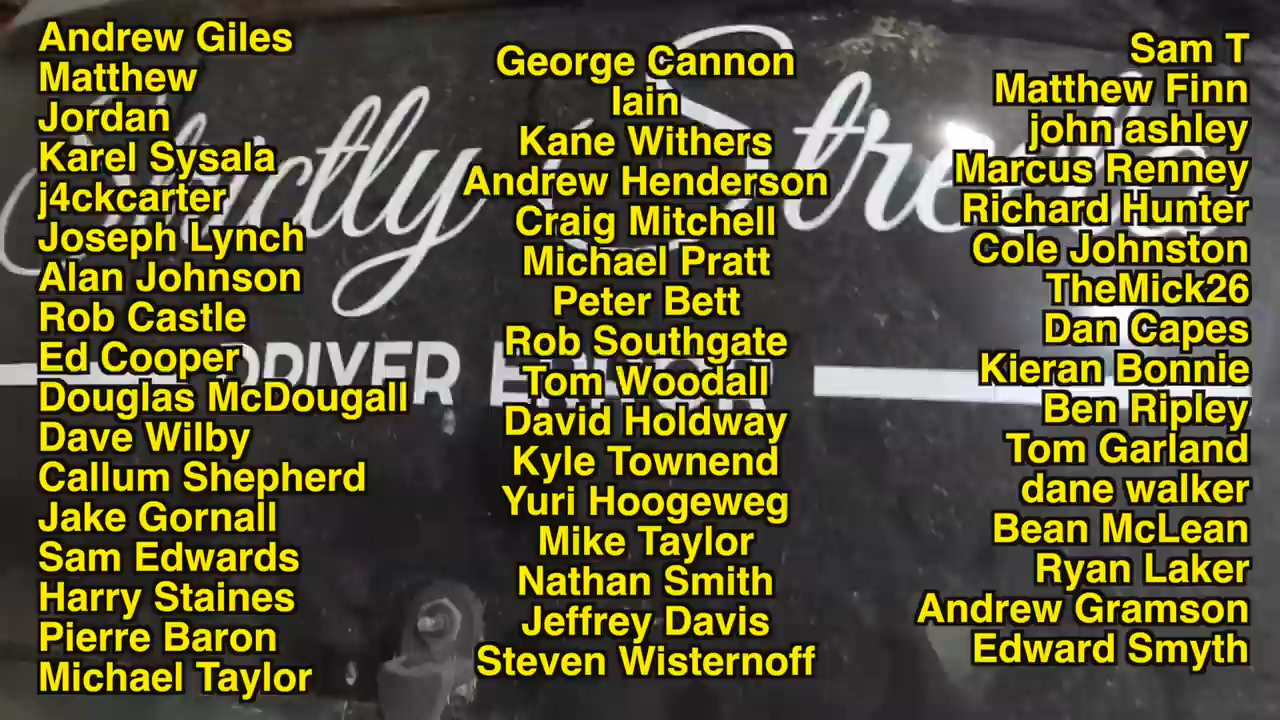 Andrew Giles
Matthew
Jordan
Karel Sysala
j4ckcarter
Joseph Lynch
Alan Johnson
Rob Castle
Ed Cooper
Douglas McDougall
Dave Wilby
Callum Shepherd
Jake Gornall
Sam Edwards
Harry Staines
Pierre Baron
Michael Taylor
George Cannon
Iain
Kane Withers
Andrew Henderson
Craig Mitchell
Michael Pratt
Peter Bett
Rob Southgate
Tom Woodall
David Holdway
Kyle Townend
Yuri Hoogeweg
Mike Taylor
Nathan Smith
Jeffrey Davis
Steven Wisternoff
Sam T
Matthew Finn
john ashley
Marcus Renney
Richard Hunter
Cole Johnston
TheMick26
Dan Capes
Kieran Bonnie
Ben Ripley
Tom Garland
dane walker
Bean McLean
Ryan Laker
Andrew Gramson
Edward Smyth
Strictly
DRIVER ERROR